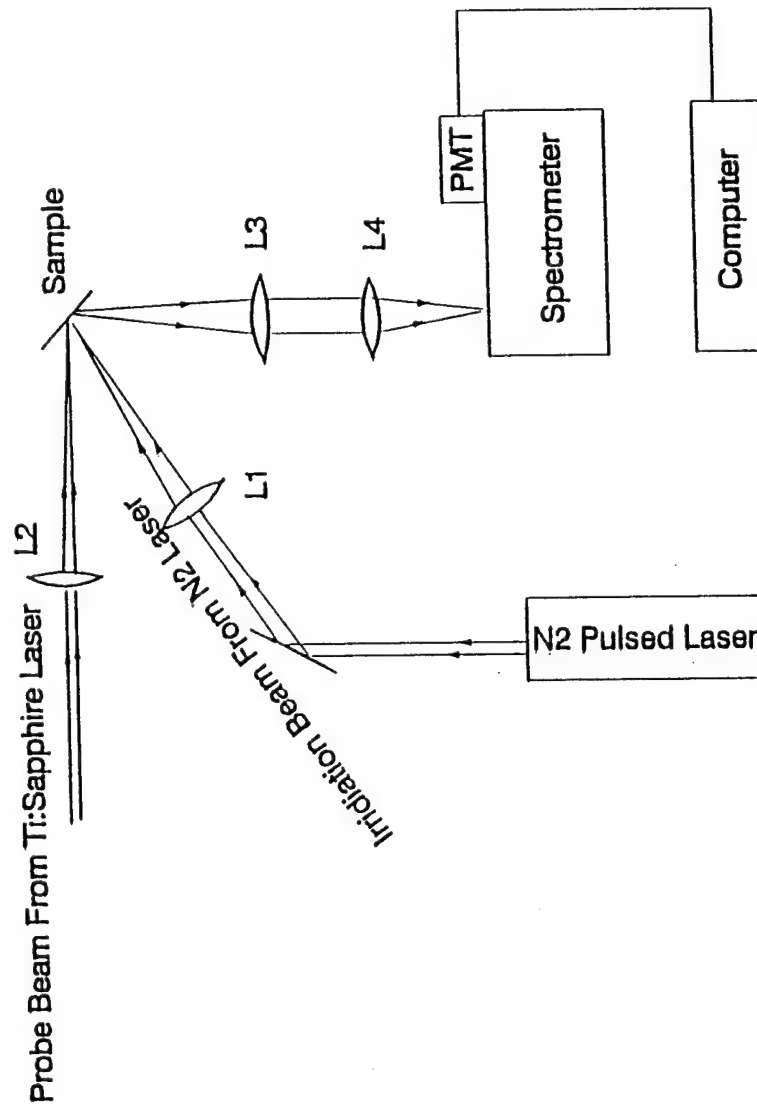 Probe Beam From Ti:Sapphire Laser
L2
Sample
Irridiation Beam From N2 Laser
L1
L3
L4
PMT
Spectrometer
N2 Pulsed Laser
Computer